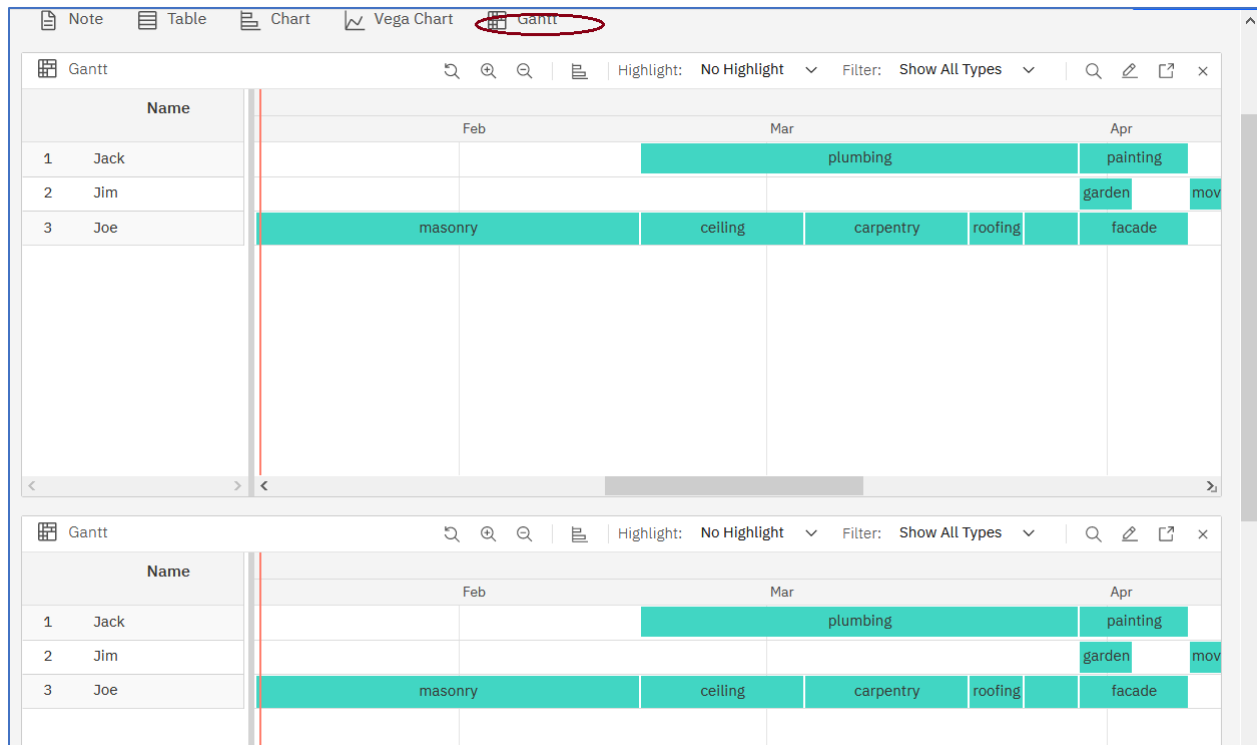 Note Table Chart Vega Chart Gantt
Gantt Highlight: No Highlight Filter: Show All Types
Name
Feb Mar Apr
1 Jack plumbing painting
2 Jim garden mov
3 Joe masonry ceiling carpentry roofing facade
Gantt Highlight: No Highlight Filter: Show All Types
Name
Feb Mar Apr
1 Jack plumbing painting
2 Jim garden mov
3 Joe masonry ceiling carpentry roofing facade